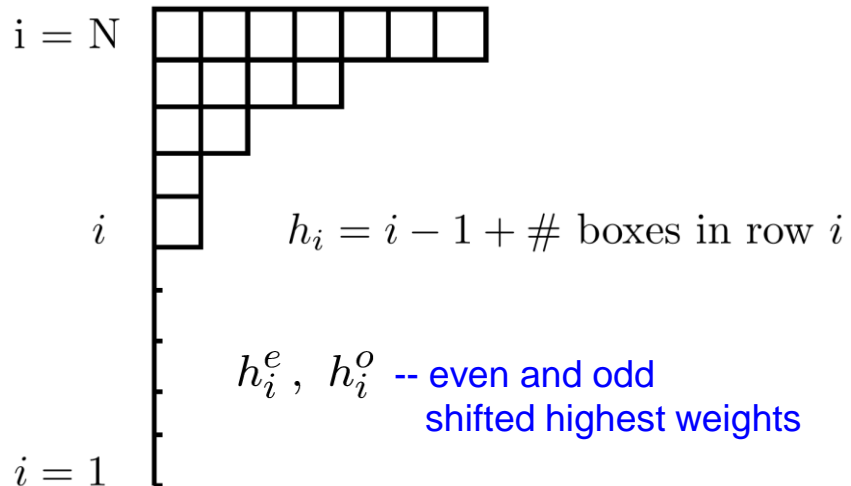 i = N
i h_i = i − 1 + # boxes in row i
h_i^e , h_i^o -- even and odd
shifted highest weights
i = 1